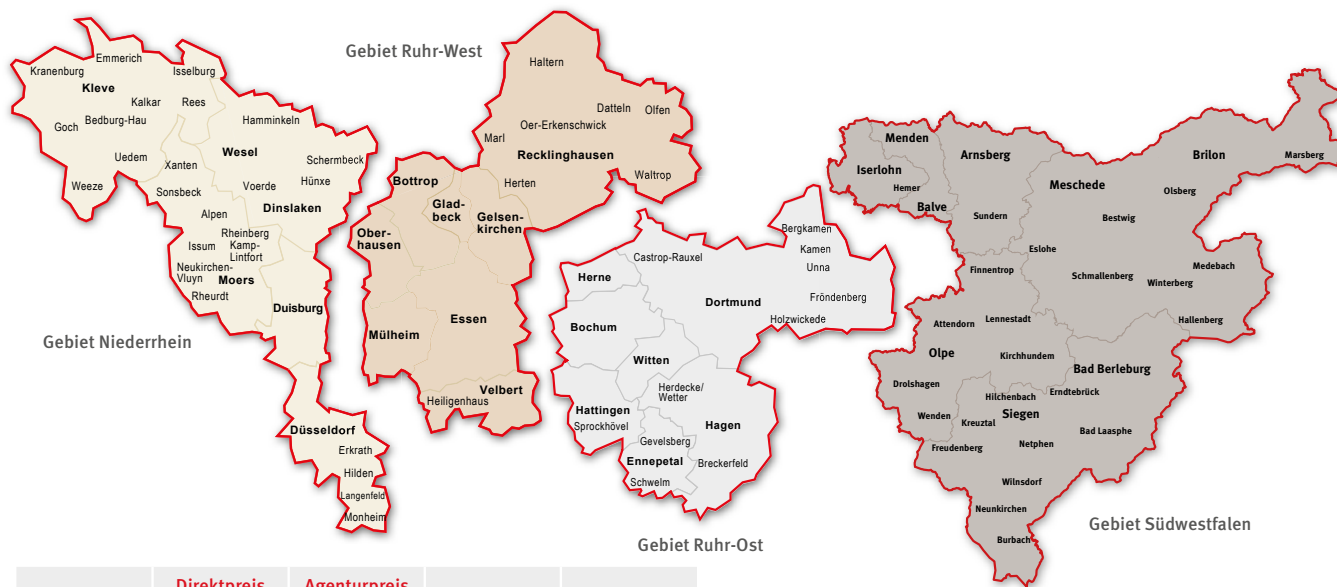 Gebiet Ruhr-West
Emmerich
Kranenburg
Isselburg
Kleve
Kalkar
Rees
Bedburg-Hau
Goch
Hamminkeln
Wesel
Uedem
Xanten
Schermbeck
Weeze
Sonsbeck
Voerde
Hünxe
Alpen
Dinslaken
Rheinberg
Issum
Kamp-
Lintfort
Neukirchen-
Vluyn
Moers
Rheurdt
Duisburg
Gebiet Niederrhein
Düsseldorf
Erkrath
Hilden
Langenfeld
Monheim
Haltern
Datteln
Olfen
Oer-Erkenschwick
Marl
Recklinghausen
Waltrop
Herten
Bottrop
Glad-
beck
Gelsen-
kirchen
Ober-
hausen
Essen
Mülheim
Velbert
Heiligenhaus
Bergkamen
Castrop-Rauxel
Kamen
Unna
Herne
Dortmund
Fröndenberg
Bochum
Holzwickede
Witten
Herdecke/
Wetter
Hattingen
Sprockhövel
Hagen
Gevelsberg
Ennepetal
Breckerfeld
Schwelm
Gebiet Ruhr-Ost
Menden
Arnsberg
Brilon
Marsberg
Iserlohn
Hemer
Meschede
Olsberg
Balve
Sundern
Bestwig
Eslohe
Medebach
Finnentrop
Schmallenberg
Winterberg
Hallenberg
Attendorn
Lennestadt
Olpe
Kirchhundem
Bad Berleburg
Drolshagen
Erndtebrück
Hilchenbach
Wenden
Siegen
Kreuztal
Bad Laasphe
Freudenberg
Netphen
Wilnsdorf
Neunkirchen
Burbach
Gebiet Südwestfalen
Direktpreis Agenturpreis